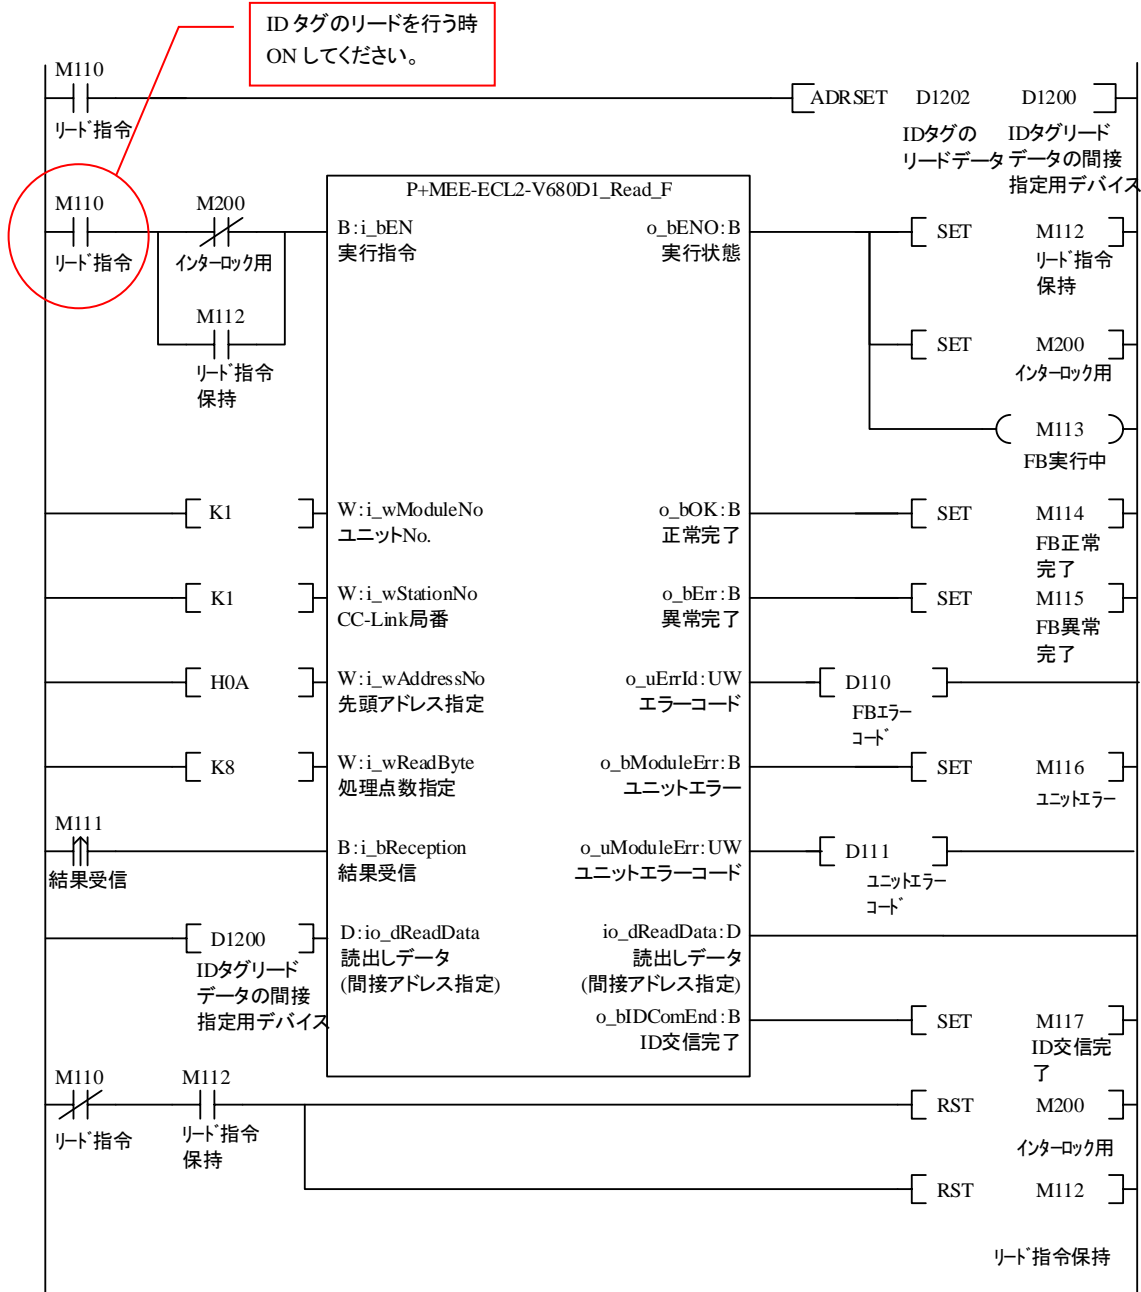 ID タグのリードを行う時
ON してください。
M110
リード指令
ADRSET D1202 D1200
IDタグの
リードデータ
IDタグリード
データの間接
指定用デバイス
P+MEE-ECL2-V680D1_Read_F
M110
リード指令
M200
インターロック用
B:i_bEN
実行指令
o_bENO:B
実行状態
SET M112
リード指令
保持
M112
リード指令
保持
SET M200
インターロック用
M113
FB実行中
K1
W:i_wModuleNo
ユニットNo.
o_bOK:B
正常完了
SET M114
FB正常
完了
K1
W:i_wStationNo
CC-Link局番
o_bErr:B
異常完了
SET M115
FB異常
完了
H0A
W:i_wAddressNo
先頭アドレス指定
o_uErrId:UW
エラーコード
D110
FBエラー
コード
K8
W:i_wReadByte
処理点数指定
o_bModuleErr:B
ユニットエラー
SET M116
ユニットエラー
M111
結果受信
B:i_bReception
結果受信
o_uModuleErr:UW
ユニットエラーコード
D111
ユニットエラー
コード
D1200
IDタグリード
データの間接
指定用デバイス
D:io_dReadData
読出しデータ
(間接アドレス指定)
io_dReadData:D
読出しデータ
(間接アドレス指定)
o_bIDComEnd:B
ID交信完了
SET M117
ID交信完
了
M110
リード指令
M112
リード指令
保持
RST M200
インターロック用
RST M112
リード指令保持